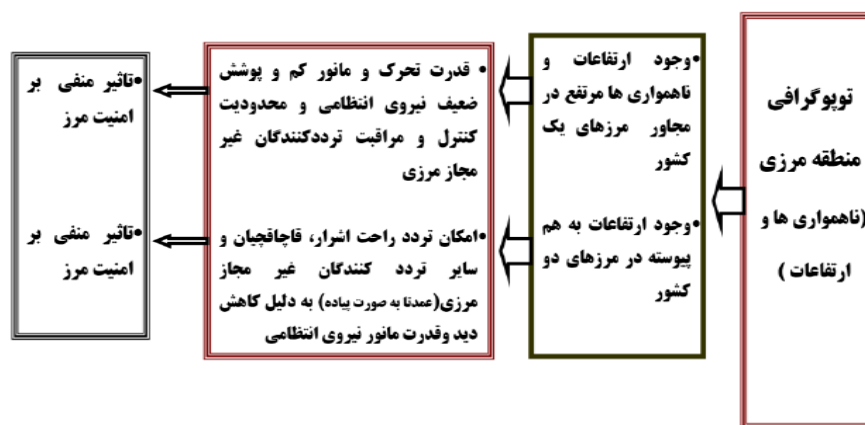 توپوگرافی
منطقه مرزی
(ناهمواری ها و
ارتفاعات )
•وجود ارتفاعات و
ناهمواری ها مرتفع در
مجاور مرزهای یک
کشور
•وجود ارتفاعات به هم
پیوسته در مرزهای دو
کشور
• قدرت تحرک و مانور کم و پوشش
ضعیف نیروی انتظامی و محدودیت
کنترل و مراقبت ترددکنندگان غیر
مجاز مرزی
•امکان تردد راحت اشرار، قاچاقچیان و
سایر تردد کنندگان غیر مجاز
مرزی(عمدتا به صورت پیاده) به دلیل کاهش
دید وقدرت مانور نیروی انتظامی
•تاثیر منفی بر
امنیت مرز
•تاثیر منفی بر
امنیت مرز